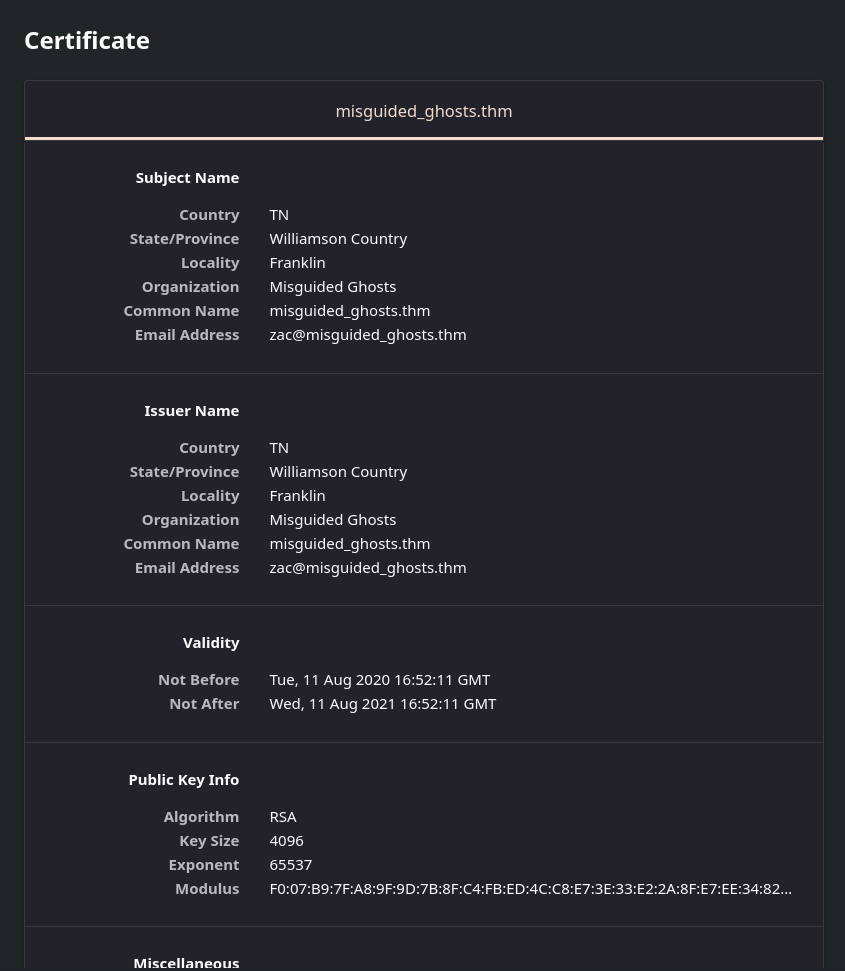 Certificate
misguided_ghosts.thm
Subject Name
Country TN
State/Province Williamson Country
Locality Franklin
Organization Misguided Ghosts
Common Name misguided_ghosts.thm
Email Address zac@misguided_ghosts.thm
Issuer Name
Country TN
State/Province Williamson Country
Locality Franklin
Organization Misguided Ghosts
Common Name misguided_ghosts.thm
Email Address zac@misguided_ghosts.thm
Validity
Not Before Tue, 11 Aug 2020 16:52:11 GMT
Not After Wed, 11 Aug 2021 16:52:11 GMT
Public Key Info
Algorithm RSA
Key Size 4096
Exponent 65537
Modulus F0:07:B9:7F:A8:9F:9D:7B:8F:C4:FB:ED:4C:C8:E7:3E:33:E2:2A:8F:E7:EE:34:82...
Miscellaneous